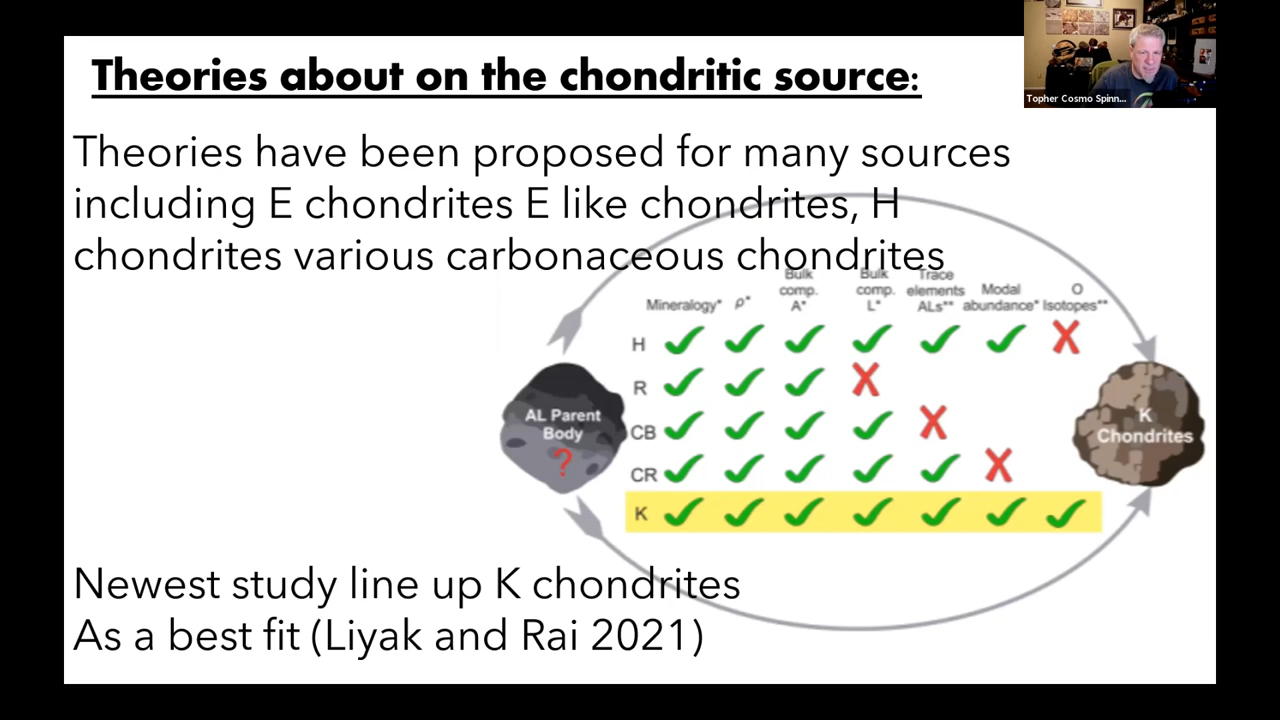 Theories about on the chondritic source:
Topher Cosmo Spinn...
Theories have been proposed for many sources
including E chondrites E like chondrites, H
chondrites various carbonaceous chondrites
Mineralogy*
ρ*
Bulk
comp.
A*
Bulk
comp.
L*
Trace
elements
ALs**
Modal
abundance*
O
Isotopes**
H ✓ ✓ ✓ ✓ ✓ ✓ X
R ✓ ✓ ✓ X
CB ✓ ✓ ✓ ✓ X
CR ✓ ✓ ✓ ✓ ✓ X
K ✓ ✓ ✓ ✓ ✓ ✓ ✓
AL Parent
Body
?
K
Chondrites
Newest study line up K chondrites
As a best fit (Liyak and Rai 2021)